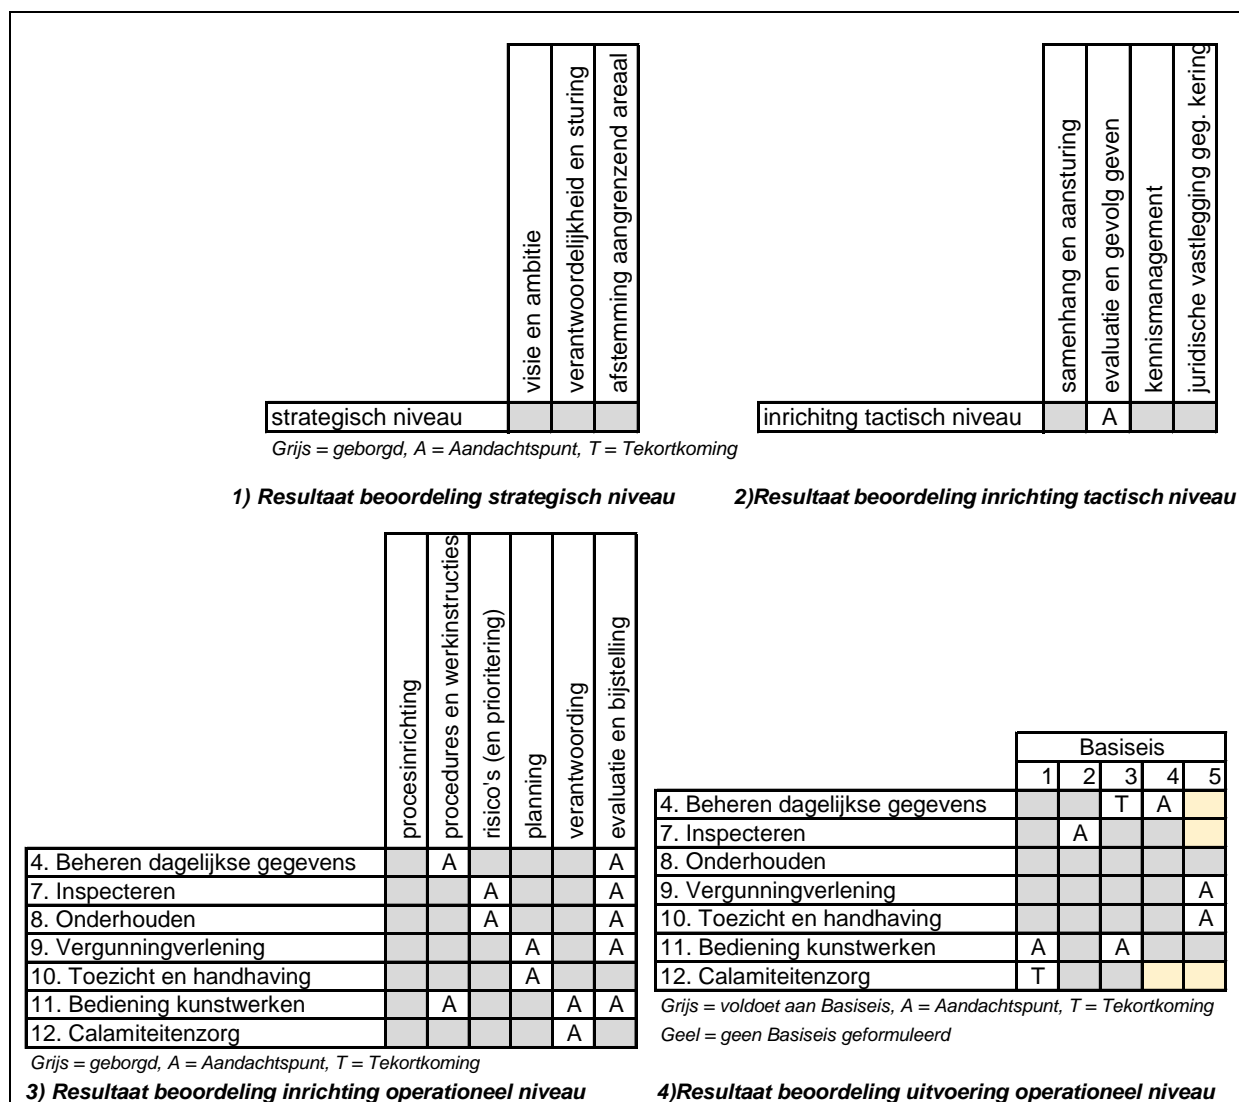 visie en ambitie
verantwoordelijkheid en sturing
afstemming aangrenzend areaal
strategisch niveau
Grijs = geborgd, A = Aandachtspunt, T = Tekortkoming
1) Resultaat beoordeling strategisch niveau
samenhang en aansturing
evaluatie en gevolg geven
kennismanagement
juridische vastlegging geg. kering
inrichitng tactisch niveau A
2)Resultaat beoordeling inrichting tactisch niveau
procesinrichting
procedures en werkinstructies
risico's (en prioritering)
planning
verantwoording
evaluatie en bijstelling
4. Beheren dagelijkse gegevens A A
7. Inspecteren A A
8. Onderhouden A A
9. Vergunningverlening A A
10. Toezicht en handhaving A
11. Bediening kunstwerken A A A
12. Calamiteitenzorg A
Grijs = geborgd, A = Aandachtspunt, T = Tekortkoming
3) Resultaat beoordeling inrichting operationeel niveau
Basiseis
1 2 3 4 5
4. Beheren dagelijkse gegevens T A
7. Inspecteren A
8. Onderhouden
9. Vergunningverlening A
10. Toezicht en handhaving A
11. Bediening kunstwerken A A
12. Calamiteitenzorg T
Grijs = voldoet aan Basiseis, A = Aandachtspunt, T = Tekortkoming
Geel = geen Basiseis geformuleerd
4)Resultaat beoordeling uitvoering operationeel niveau